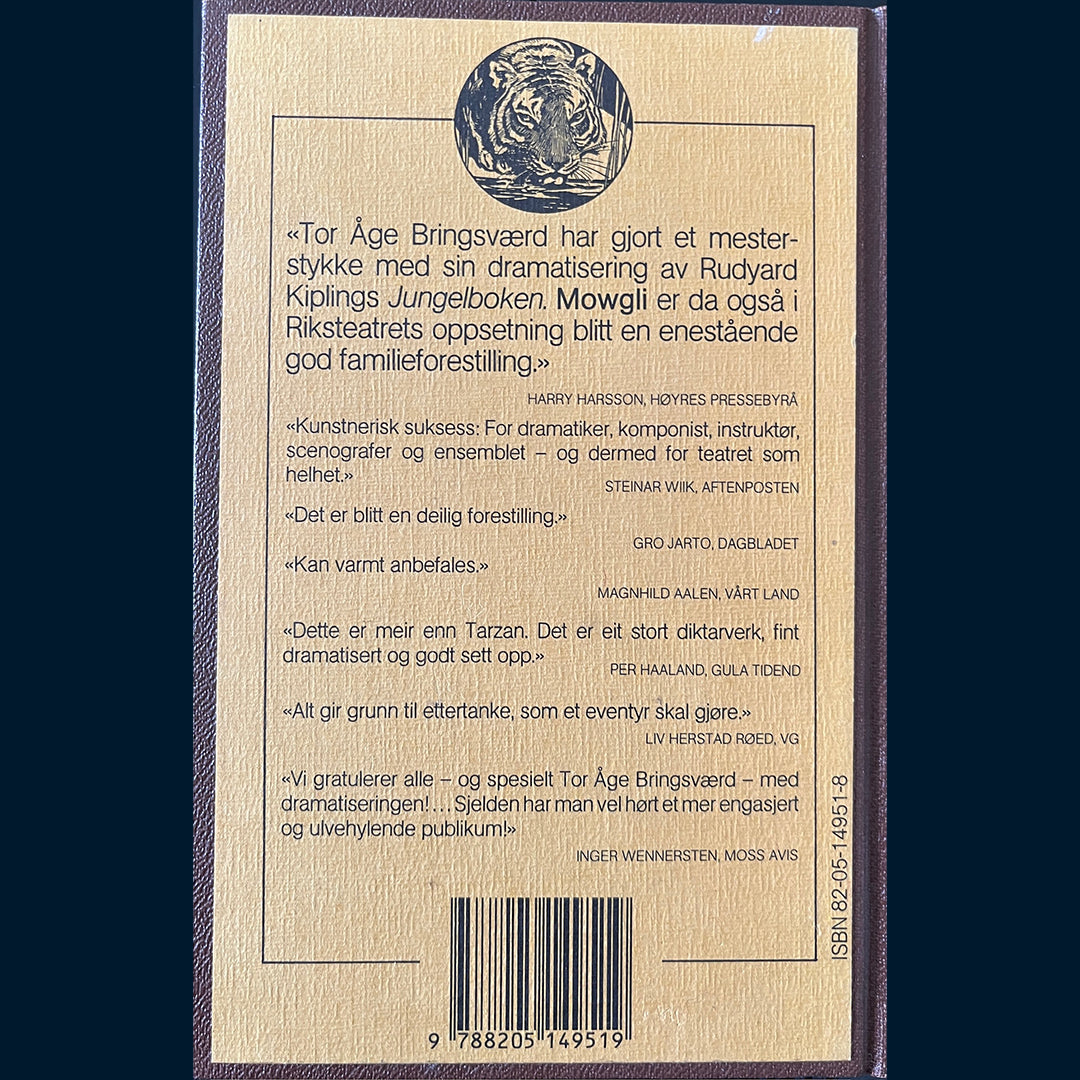 «Tor Åge Bringsværd har gjort et mester-
stykke med sin dramatisering av Rudyard
Kiplings Jungelboken. Mowgli er da også i
Riksteatrets oppsetning blitt en enestående
god familieforestilling.»
HARRY HARSSON, HØYRES PRESSEBYRÅ
«Kunstnerisk suksess: For dramatiker, komponist, instruktør,
scenografer og ensemblet – og dermed for teatret som
helhet.»
STEINAR WIIK, AFTENPOSTEN
«Det er blitt en deilig forestilling.»
GRO JARTO, DAGBLADET
«Kan varmt anbefales.»
MAGNHILD AALEN, VÅRT LAND
«Dette er meir enn Tarzan. Det er eit stort diktarverk, fint
dramatisert og godt sett opp.»
PER HAALAND, GULA TIDEND
«Alt gir grunn til ettertanke, som et eventyr skal gjøre.»
LIV HERSTAD RØED, VG
«Vi gratulerer alle – og spesielt Tor Åge Bringsværd – med
dramatiseringen!... Sjelden har man vel hørt et mer engasjert
og ulvehylende publikum!»
INGER WENNERSTEN, MOSS AVIS
ISBN 82-05-14951-8
9 788205 149519